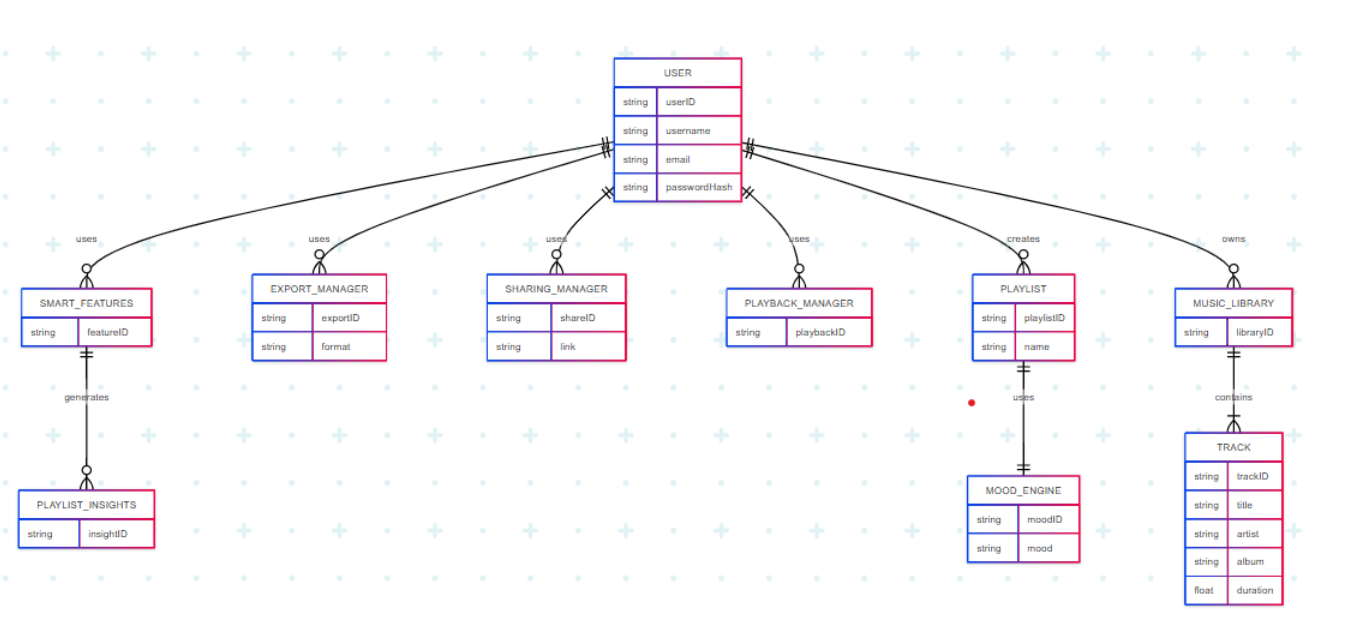 USER
string userID
string username
string email
string passwordHash
uses
uses
uses
uses
creates
owns
SMART_FEATURES
string featureID
EXPORT_MANAGER
string exportID
string format
SHARING_MANAGER
string shareID
string link
PLAYBACK_MANAGER
string playbackID
PLAYLIST
string playlistID
string name
MUSIC_LIBRARY
string libraryID
generates
uses
contains
PLAYLIST_INSIGHTS
string insightID
MOOD_ENGINE
string moodID
string mood
TRACK
string trackID
string title
string artist
string album
float duration